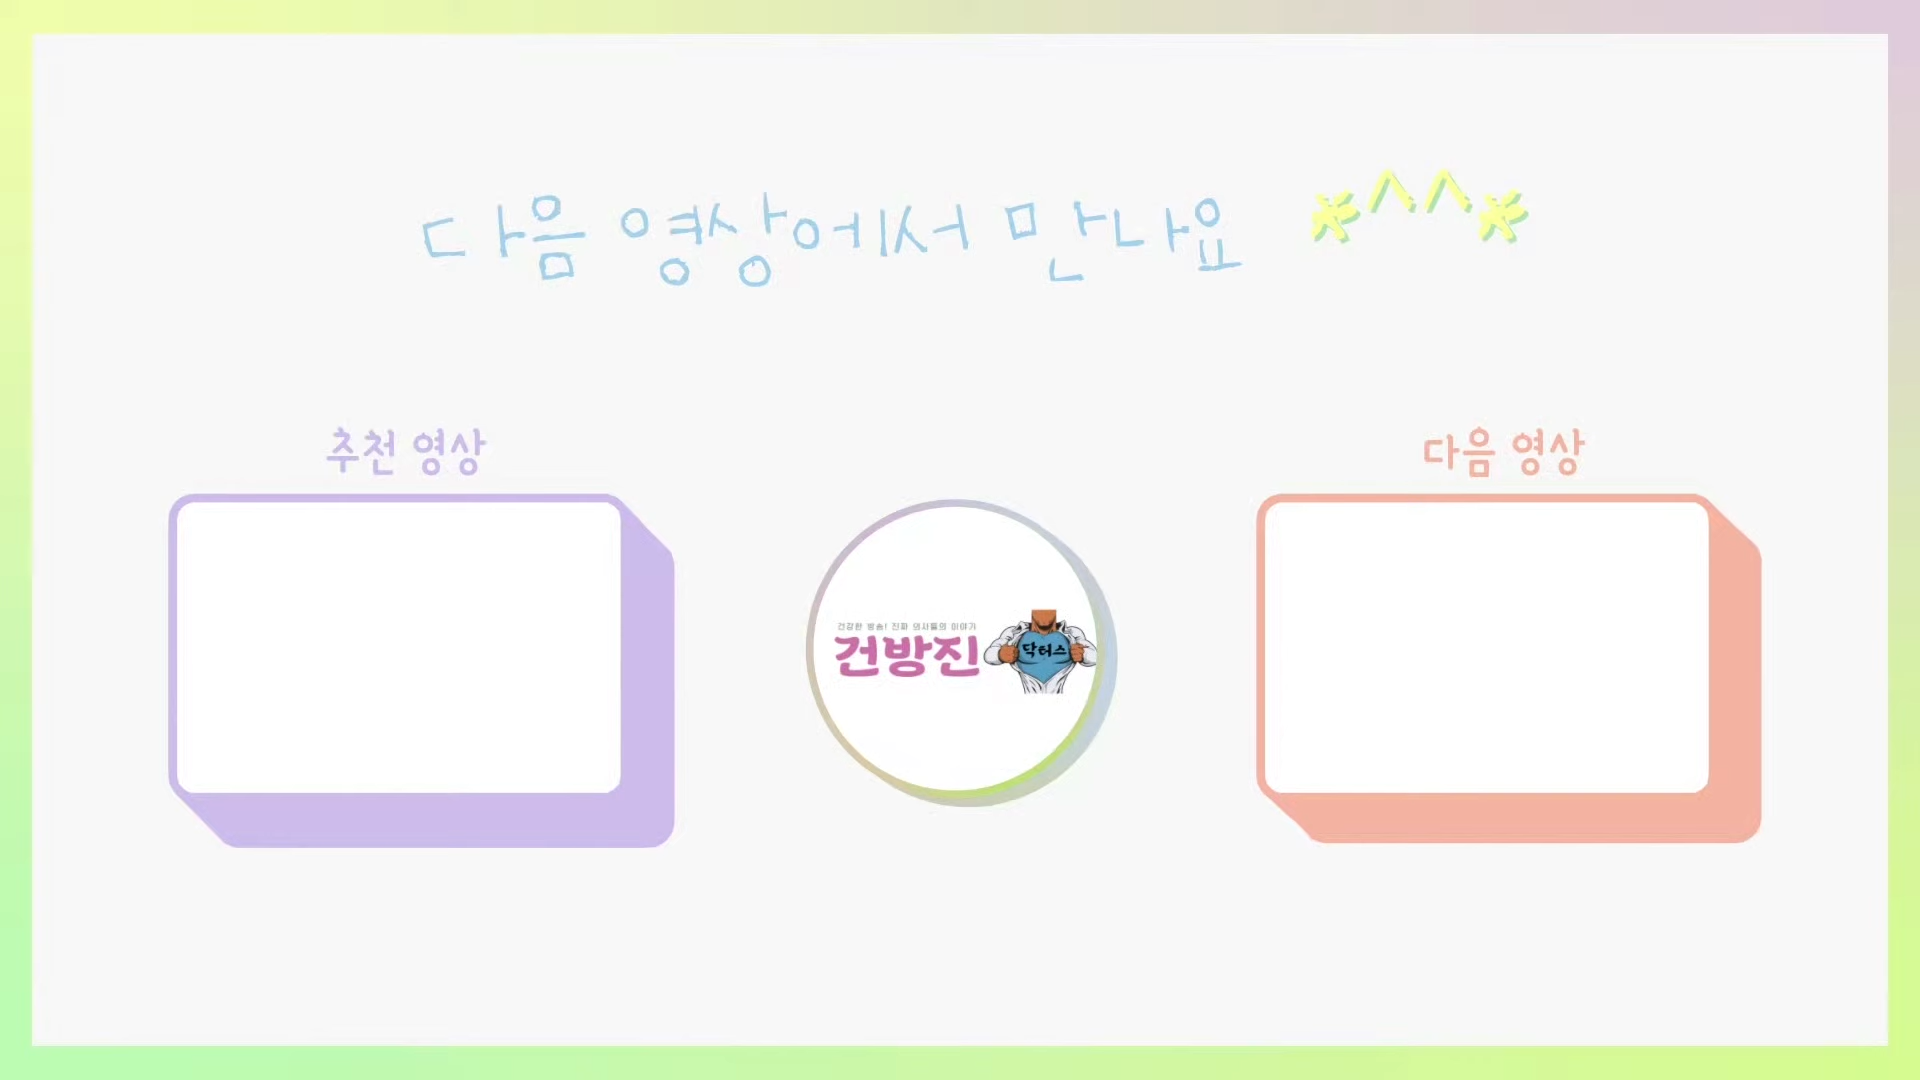 다음 영상에서 만나요 *^^*
추천 영상
다음 영상
건강한 방송! 진짜 의사들의 이야기
건방진
닥터스